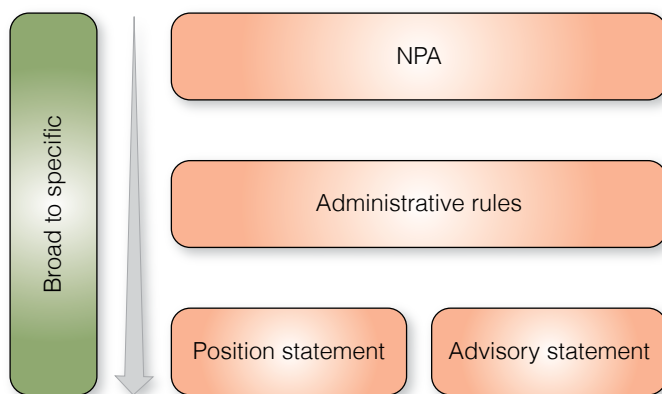 Broad to specific
NPA
Administrative rules
Position statement
Advisory statement